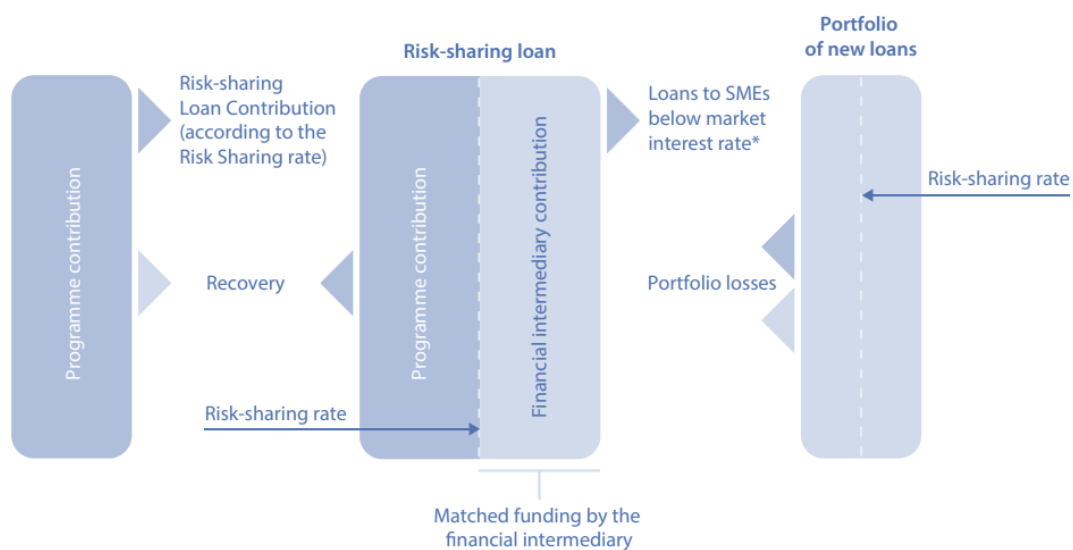 Programme contribution
Risk-sharing
Loan Contribution
(according to the
Risk Sharing rate)
Recovery
Risk-sharing rate
Risk-sharing loan
Programme contribution
Financial intermediary contribution
Matched funding by the
financial intermediary
Loans to SMEs
below market
interest rate*
Portfolio losses
Portfolio
of new loans
Risk-sharing rate